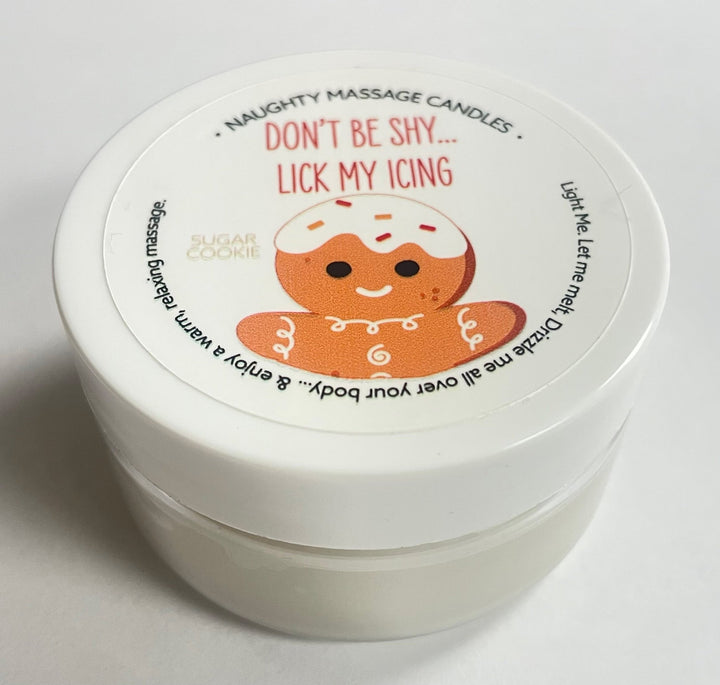 • NAUGHTY MASSAGE CANDLES •
DON'T BE SHY...
LICK MY ICING
SUGAR
COOKIE
Light Me. Let me melt, Drizzle me all over your body... & enjoy a warm, relaxing massage.